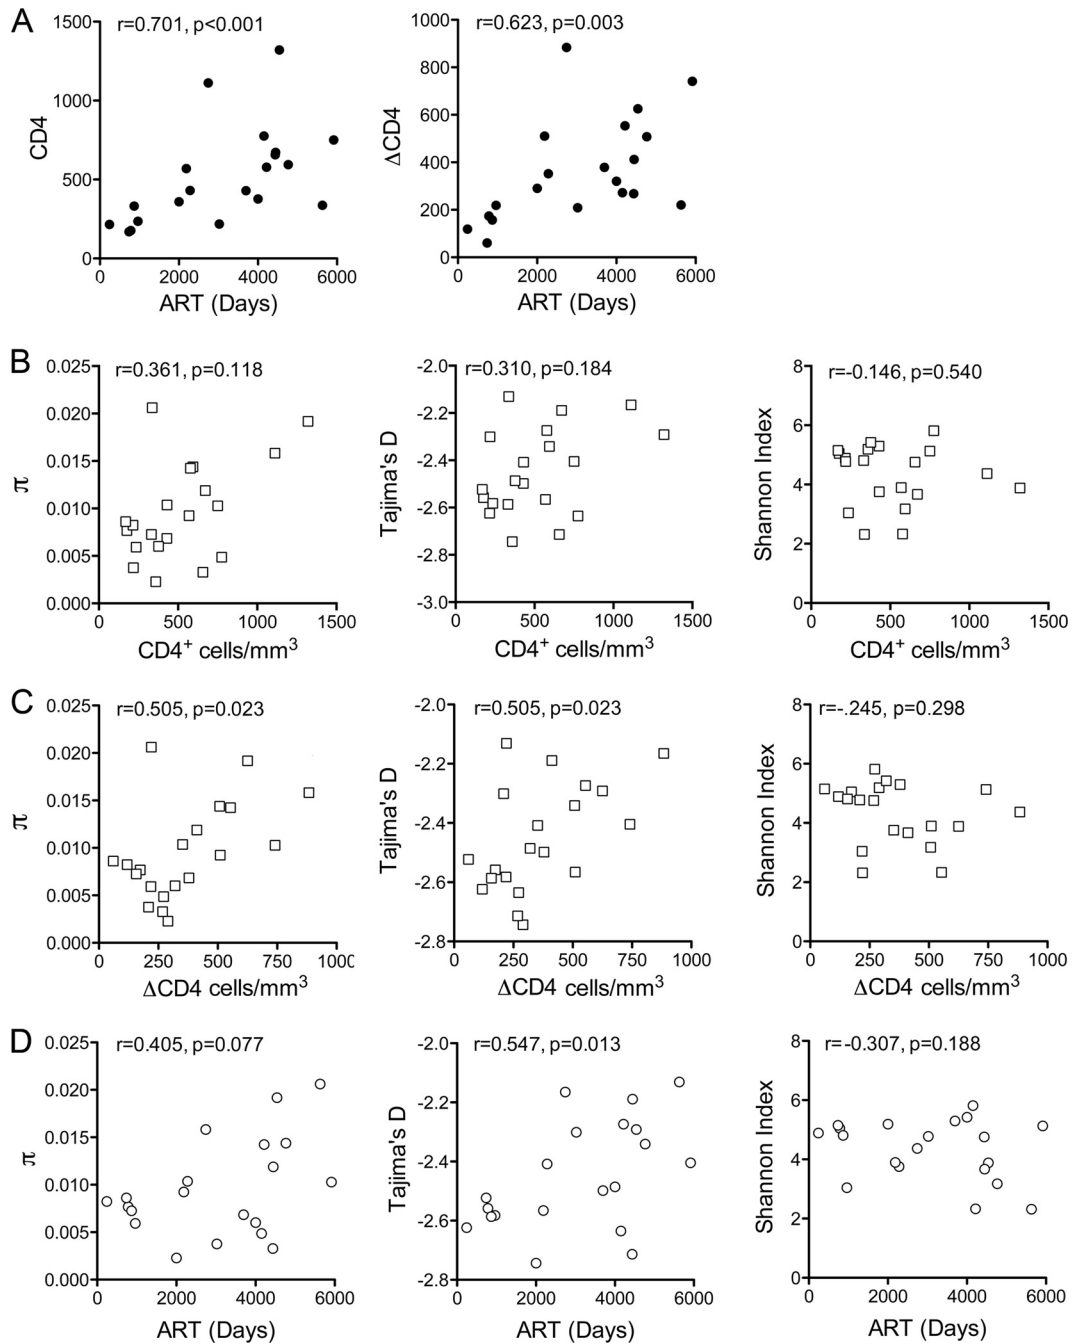 A
r=0.701, p<0.001
1500
1000
500
0
CD4
0 2000 4000 6000
ART (Days)
r=0.623, p=0.003
1000
800
600
400
200
0
ΔCD4
0 2000 4000 6000
ART (Days)
B
r=0.361, p=0.118
0.025
0.020
0.015
0.010
0.005
0.000
π
0 500 1000 1500
CD4⁺ cells/mm³
r=0.310, p=0.184
-2.0
-2.2
-2.4
-2.6
-2.8
-3.0
Tajima's D
0 500 1000 1500
CD4⁺ cells/mm³
r=-0.146, p=0.540
8
6
4
2
0
Shannon Index
0 500 1000 1500
CD4⁺ cells/mm³
C
r=0.505, p=0.023
0.025
0.020
0.015
0.010
0.005
0.000
π
0 250 500 750 1000
ΔCD4 cells/mm³
r=0.505, p=0.023
-2.0
-2.2
-2.4
-2.6
-2.8
Tajima's D
0 250 500 750 1000
ΔCD4 cells/mm³
r=-.245, p=0.298
8
6
4
2
0
Shannon Index
0 250 500 750 1000
ΔCD4 cells/mm³
D
r=0.405, p=0.077
0.025
0.020
0.015
0.010
0.005
0.000
π
0 2000 4000 6000
ART (Days)
r=0.547, p=0.013
-2.0
-2.2
-2.4
-2.6
-2.8
Tajima's D
0 2000 4000 6000
ART (Days)
r= -0.307, p=0.188
8
6
4
2
0
Shannon Index
0 2000 4000 6000
ART (Days)